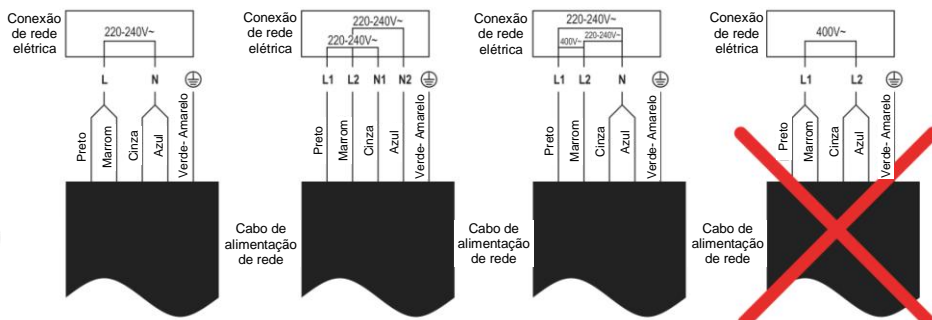 Conexão
de rede
elétrica
220-240V~
L
N
Preto
Marrom
Cinza
Azul
Verde- Amarelo
Cabo de
alimentação
de rede
Conexão
de rede
elétrica
220-240V~
220-240V~
L1
L2
N1
N2
Preto
Marrom
Cinza
Azul
Verde- Amarelo
Cabo de
alimentação
de rede
Conexão
de rede
elétrica
220-240V~
400V~
220-240V~
L1
L2
N
Preto
Marrom
Cinza
Azul
Verde- Amarelo
Cabo de
alimentação
de rede
Conexão
de rede
elétrica
400V~
L1
L2
Preto
Marrom
Cinza
Azul
Verde- Amarelo